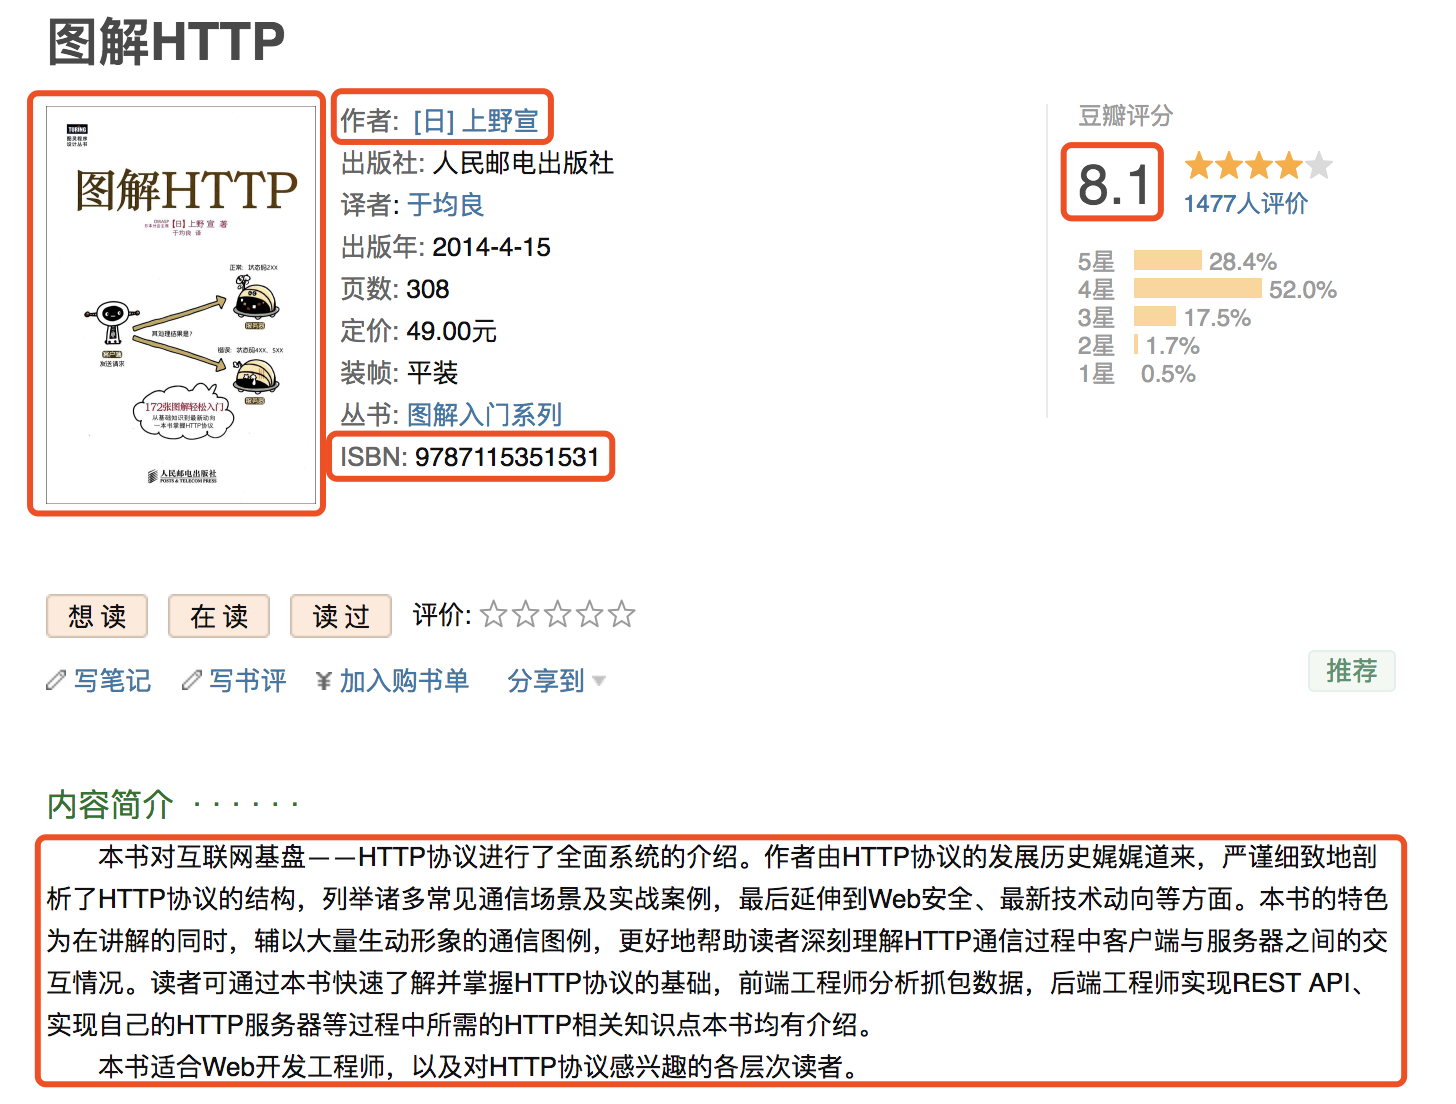 图解HTTP
TURING
图灵程序
设计丛书
图解HTTP
【日】上野 宣 著
于均良 译
正常：状态码2XX
服务器
其处理结果是?
客户端
发送请求
错误：状态码4XX、5XX
服务器
172张图解轻松入门
从基础知识到最新动向
一本书掌握HTTP协议
人民邮电出版社
POSTS & TELECOM PRESS
作者: [日] 上野宣
出版社: 人民邮电出版社
译者: 于均良
出版年: 2014-4-15
页数: 308
定价: 49.00元
装帧: 平装
丛书: 图解入门系列
ISBN: 9787115351531
豆瓣评分
8.1
1477人评价
5星 28.4%
4星 52.0%
3星 17.5%
2星 1.7%
1星 0.5%
想读 在读 读过 评价:
写笔记 写书评 ¥加入购书单 分享到
推荐
内容简介 · · · · · ·
本书对互联网基盘——HTTP协议进行了全面系统的介绍。作者由HTTP协议的发展历史娓娓道来，严谨细致地剖
析了HTTP协议的结构，列举诸多常见通信场景及实战案例，最后延伸到Web安全、最新技术动向等方面。本书的特色
为在讲解的同时，辅以大量生动形象的通信图例，更好地帮助读者深刻理解HTTP通信过程中客户端与服务器之间的交
互情况。读者可通过本书快速了解并掌握HTTP协议的基础，前端工程师分析抓包数据，后端工程师实现REST API、
实现自己的HTTP服务器等过程中所需的HTTP相关知识点本书均有介绍。
本书适合Web开发工程师，以及对HTTP协议感兴趣的各层次读者。